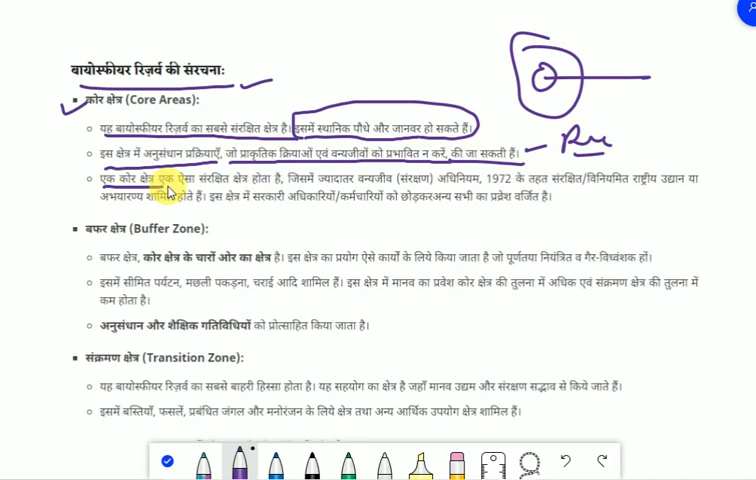 बायोस्फीयर रिज़र्व की संरचना:
कोर क्षेत्र (Core Areas):
यह बायोस्फीयर रिज़र्व का सबसे संरक्षित क्षेत्र है। इसमें स्थानिक पौधे और जानवर हो सकते हैं।
इस क्षेत्र में अनुसंधान प्रक्रियाएँ, जो प्राकृतिक क्रियाओं एवं वन्यजीवों को प्रभावित न करें, की जा सकती हैं।
एक कोर क्षेत्र एक ऐसा संरक्षित क्षेत्र होता है, जिसमें ज्यादातर वन्यजीव (संरक्षण) अधिनियम, 1972 के तहत संरक्षित/विनियमित राष्ट्रीय उद्यान या
अभयारण्य शामिल होते हैं। इस क्षेत्र में सरकारी अधिकारियों/कर्मचारियों को छोड़कर अन्य सभी का प्रवेश वर्जित है।
बफर क्षेत्र (Buffer Zone):
बफर क्षेत्र, कोर क्षेत्र के चारों ओर का क्षेत्र है। इस क्षेत्र का प्रयोग ऐसे कार्यों के लिये किया जाता है जो पूर्णतया नियंत्रित व गैर-विध्वंशक हों।
इसमें सीमित पर्यटन, मछली पकड़ना, चराई आदि शामिल हैं। इस क्षेत्र में मानव का प्रवेश कोर क्षेत्र की तुलना में अधिक एवं संक्रमण क्षेत्र की तुलना में
कम होता है।
अनुसंधान और शैक्षिक गतिविधियों को प्रोत्साहित किया जाता है।
संक्रमण क्षेत्र (Transition Zone):
यह बायोस्फीयर रिज़र्व का सबसे बाहरी हिस्सा होता है। यह सहयोग का क्षेत्र है जहाँ मानव उद्यम और संरक्षण सद्भाव से किये जाते हैं।
इसमें बस्तियाँ, फसलें, प्रबंधित जंगल और मनोरंजन के लिये क्षेत्र तथा अन्य आर्थिक उपयोग क्षेत्र शामिल हैं।